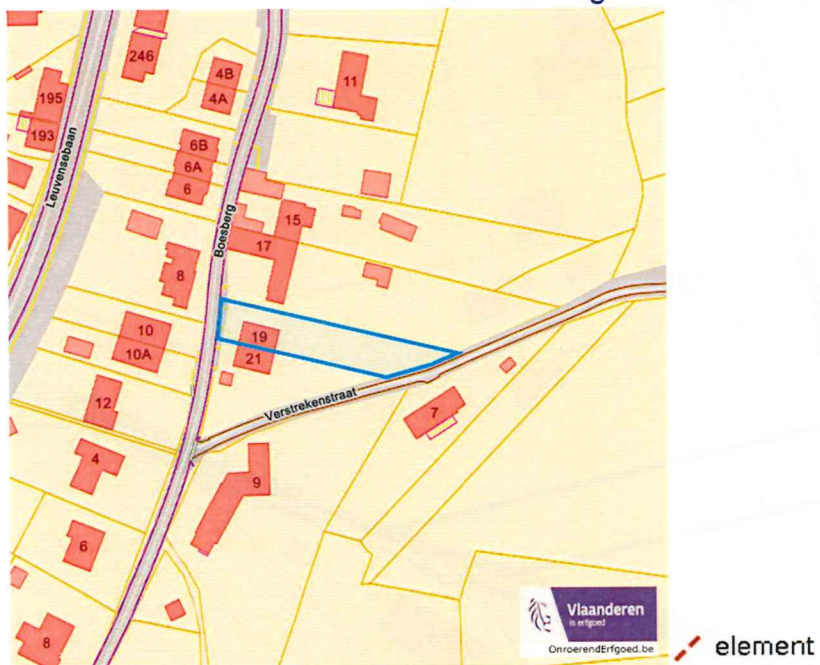 g
246
4B
4A
11
195
193
Leuvensebaan
6B
6A
6
Boesberg
15
17
8
10
10A
19
21
12
Verstrekenstraat
7
4
9
6
8
Vlaanderen
is erfgoed
OnroerendErfgoed.be
element